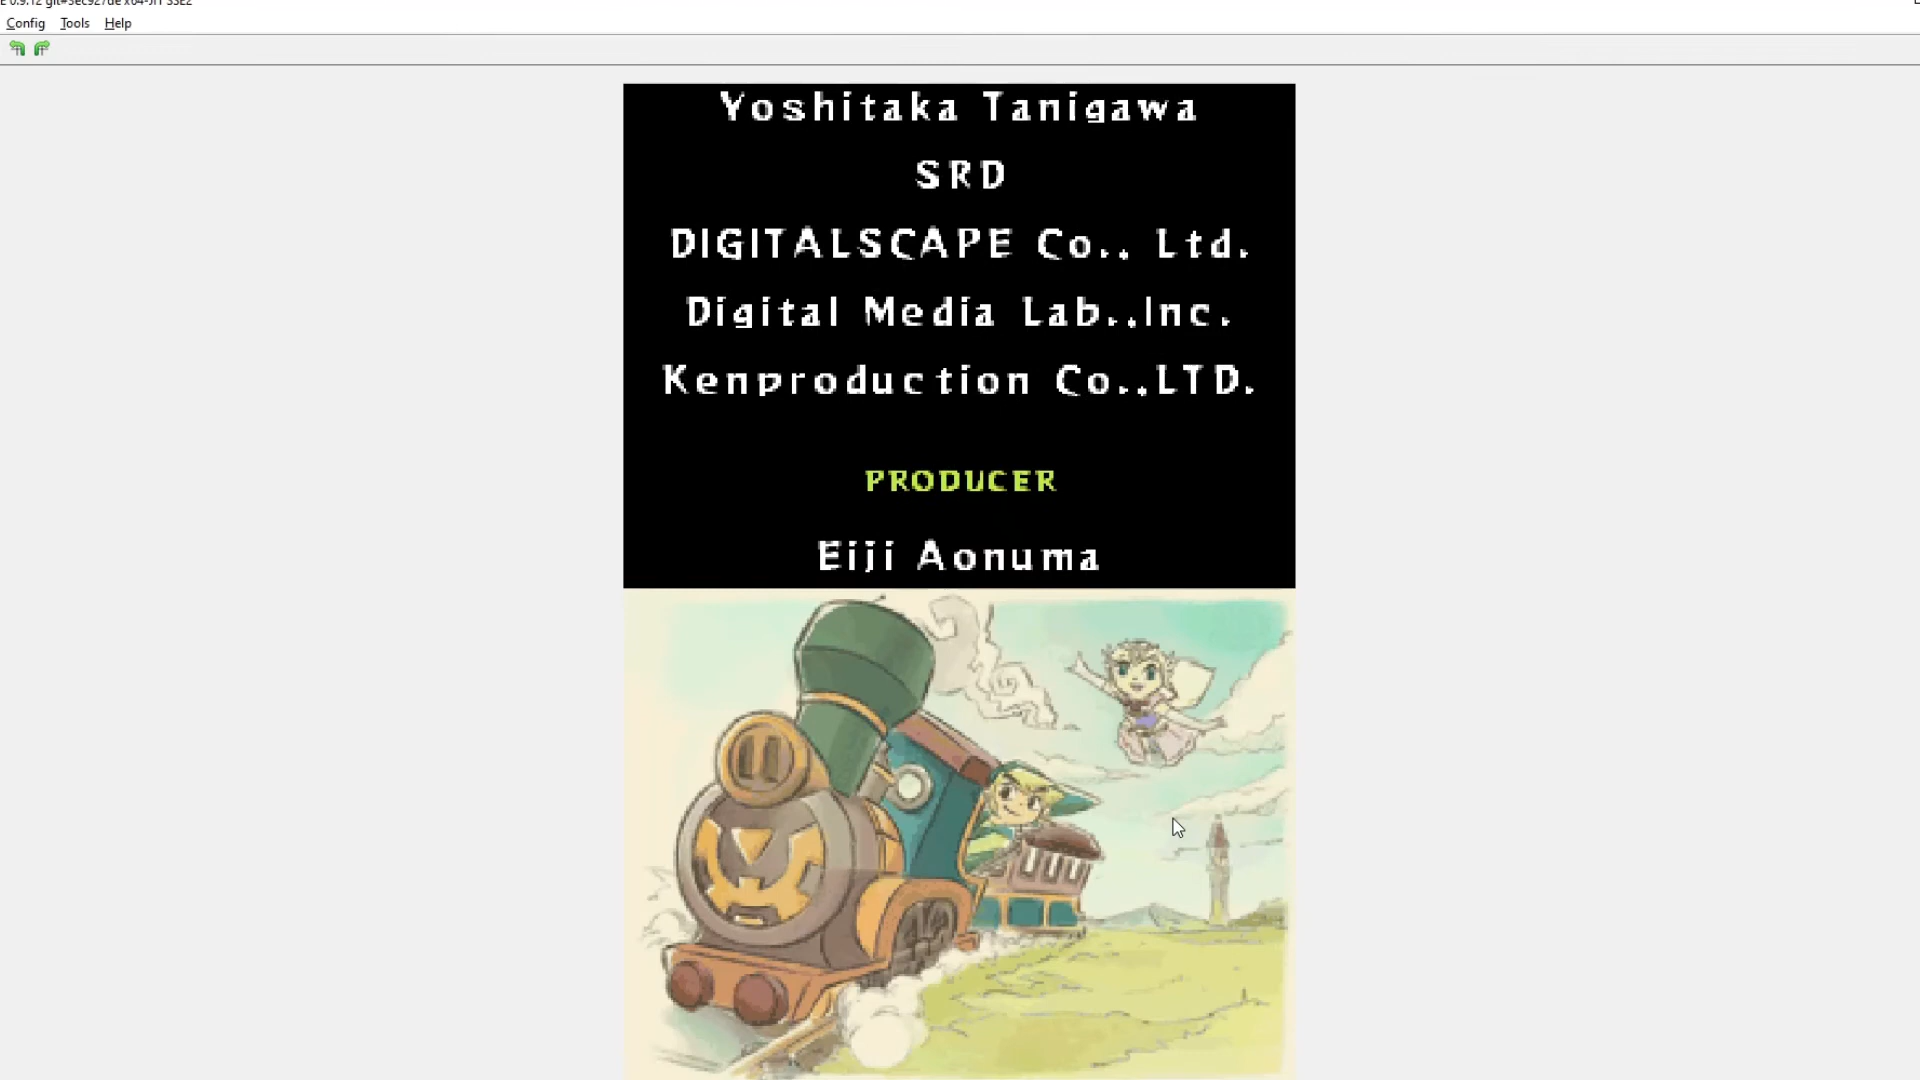 Config Tools Help
Yoshitaka Tanigawa
SRD
DIGITALSCAPE Co., Ltd.
Digital Media Lab.,Inc.
Kenproduction Co.,LTD.
PRODUCER
Eiji Aonuma